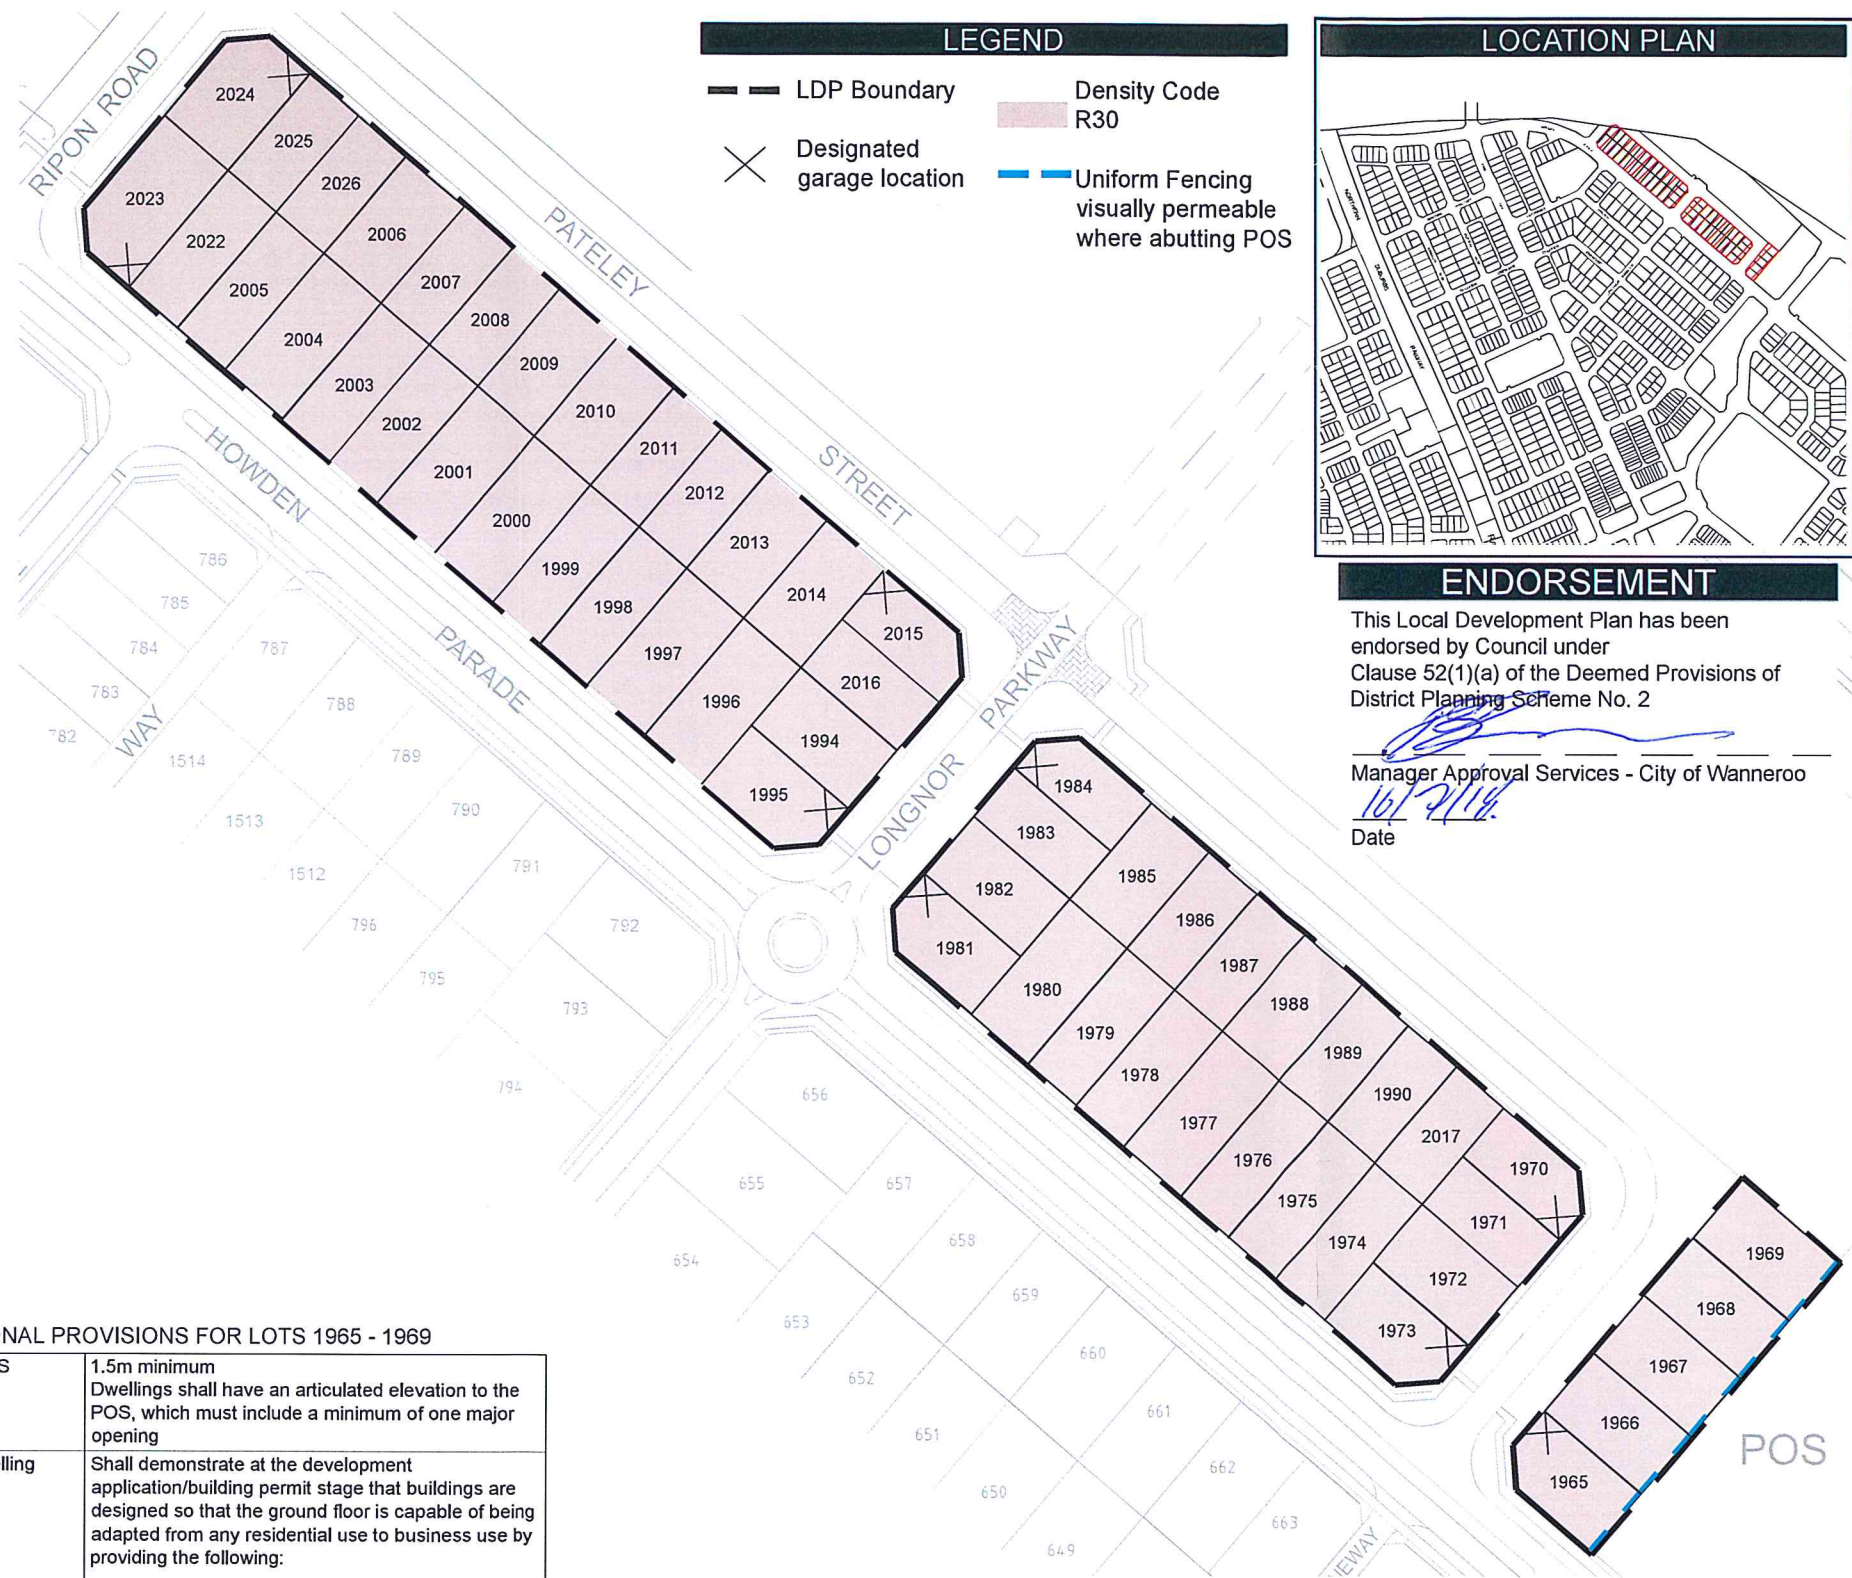 LEGEND
LDP Boundary
Density Code
R30
Designated
garage location
Uniform Fencing
visually permeable
where abutting POS
LOCATION PLAN
ENDORSEMENT
This Local Development Plan has been
endorsed by Council under
Clause 52(1)(a) of the Deemed Provisions of
District Planning Scheme No. 2
Manager Approval Services - City of Wanneroo
Date
RIPON ROAD
PATELEY
STREET
HOWDEN
PARADE
WAY
LONGNOR PARKWAY
POS
2024
2025
2023
2026
2022
2006
2005
2007
2004
2008
2003
2009
2002
2010
2001
2011
2000
2012
1999
2013
1998
2014
1997
2015
1996
2016
1994
1995
1984
1983
1982
1985
1981
1986
1980
1987
1979
1988
1978
1989
1977
1990
1976
2017
1975
1970
1974
1971
1972
1973
1969
1968
1967
1966
1965
786
785
784
787
783
788
782
1514
789
790
1513
791
1512
796
792
795
793
794
656
655
657
654
658
653
659
652
660
651
661
650
662
649
663
NEWAY
NAL PROVISIONS FOR LOTS 1965 - 1969
S
1.5m minimum
Dwellings shall have an articulated elevation to the
POS, which must include a minimum of one major
opening
lling
Shall demonstrate at the development
application/building permit stage that buildings are
designed so that the ground floor is capable of being
adapted from any residential use to business use by
providing the following: